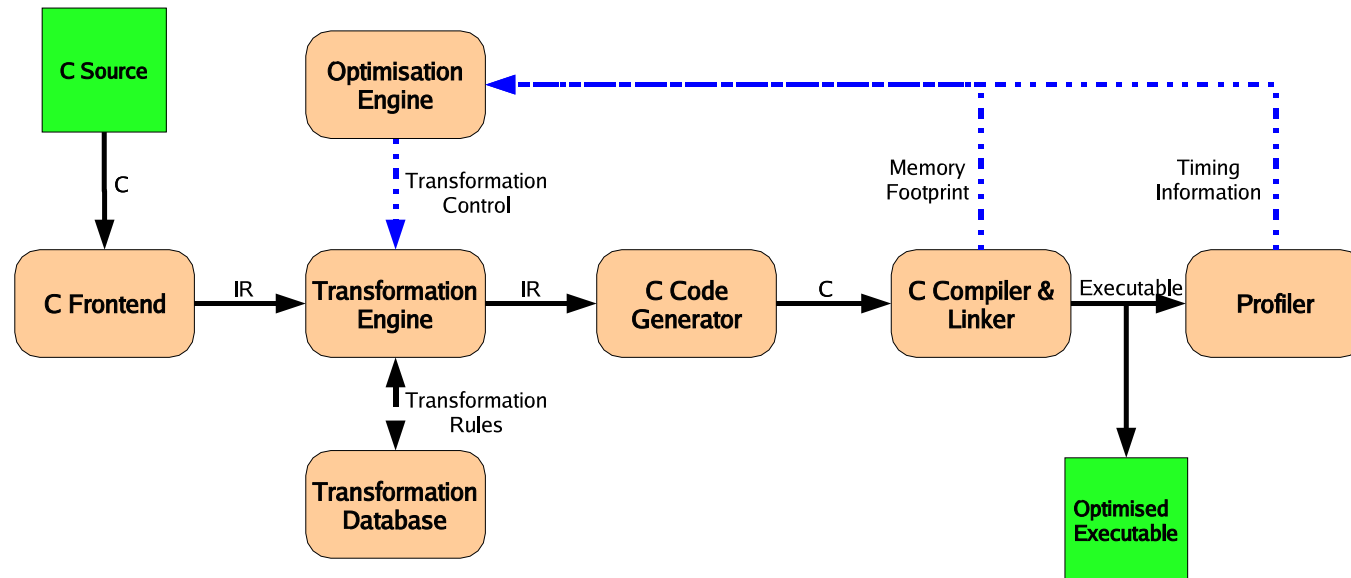 C Source
Optimisation
Engine
C
Transformation
Control
Memory
Footprint
Timing
Information
C Frontend
IR
Transformation
Engine
IR
C Code
Generator
C
C Compiler &
Linker
Executable
Profiler
Transformation
Rules
Transformation
Database
Optimised
Executable